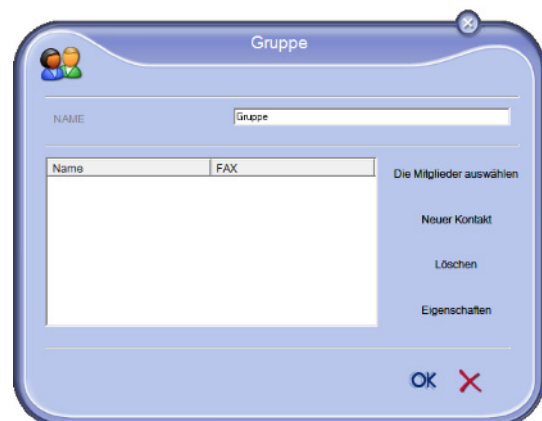 Gruppe
NAME
Gruppe
Name FAX
Die Mitglieder auswählen
Neuer Kontakt
Löschen
Eigenschaften
OK